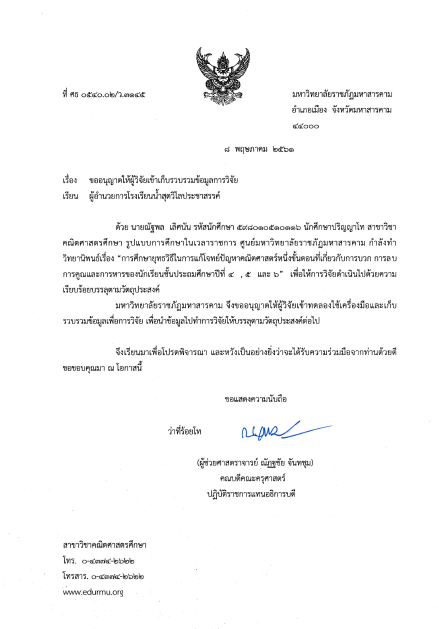 ที่ ศธ ๐๕๔๐.๐๒/ว.๓๑๔๕
มหาวิทยาลัยราชภัฏมหาสารคาม
อำเภอเมือง จังหวัดมหาสารคาม
๔๔๐๐๐
๘ พฤษภาคม ๒๕๖๑
เรื่อง ขออนุญาตให้ผู้วิจัยเข้าเก็บรวบรวมข้อมูลการวิจัย
เรียน ผู้อำนวยการโรงเรียนน้ำสุดวิไลประชาสรรค์
ด้วย นายณัฐพล เลิศนัน รหัสนักศึกษา ๕๙๘๐๑๐๕๑๐๓๑๖ นักศึกษาปริญญาโท สาขาวิชา
คณิตศาสตรศึกษา รูปแบบการศึกษาในเวลาราชการ ศูนย์มหาวิทยาลัยราชภัฏมหาสารคาม กำลังทำ
วิทยานิพนธ์เรื่อง “การศึกษายุทธวิธีในการแก้โจทย์ปัญหาคณิตศาสตร์หนึ่งขั้นตอนที่เกี่ยวกับการบวก การลบ
การคูณและการหารของนักเรียนชั้นประถมศึกษาปีที่ ๔ , ๕ และ ๖” เพื่อให้การวิจัยดำเนินไปด้วยความ
เรียบร้อยบรรลุตามวัตถุประสงค์
มหาวิทยาลัยราชภัฏมหาสารคาม จึงขออนุญาตให้ผู้วิจัยเข้าทดลองใช้เครื่องมือและเก็บ
รวบรวมข้อมูลเพื่อการวิจัย เพื่อนำข้อมูลไปทำการวิจัยให้บรรลุตามวัตถุประสงค์ต่อไป
จึงเรียนมาเพื่อโปรดพิจารณา และหวังเป็นอย่างยิ่งว่าจะได้รับความร่วมมือจากท่านด้วยดี
ขอขอบคุณมา ณ โอกาสนี้
ขอแสดงความนับถือ
ว่าที่ร้อยโท
(ผู้ช่วยศาสตราจารย์ ณัฏฐชัย จันทชุม)
คณบดีคณะครุศาสตร์
ปฏิบัติราชการแทนอธิการบดี
สาขาวิชาคณิตศาสตรศึกษา
โทร. ๐-๔๓๗๔-๒๖๒๒
โทรสาร. ๐-๔๓๗๔-๒๖๒๒
www.edurmu.org